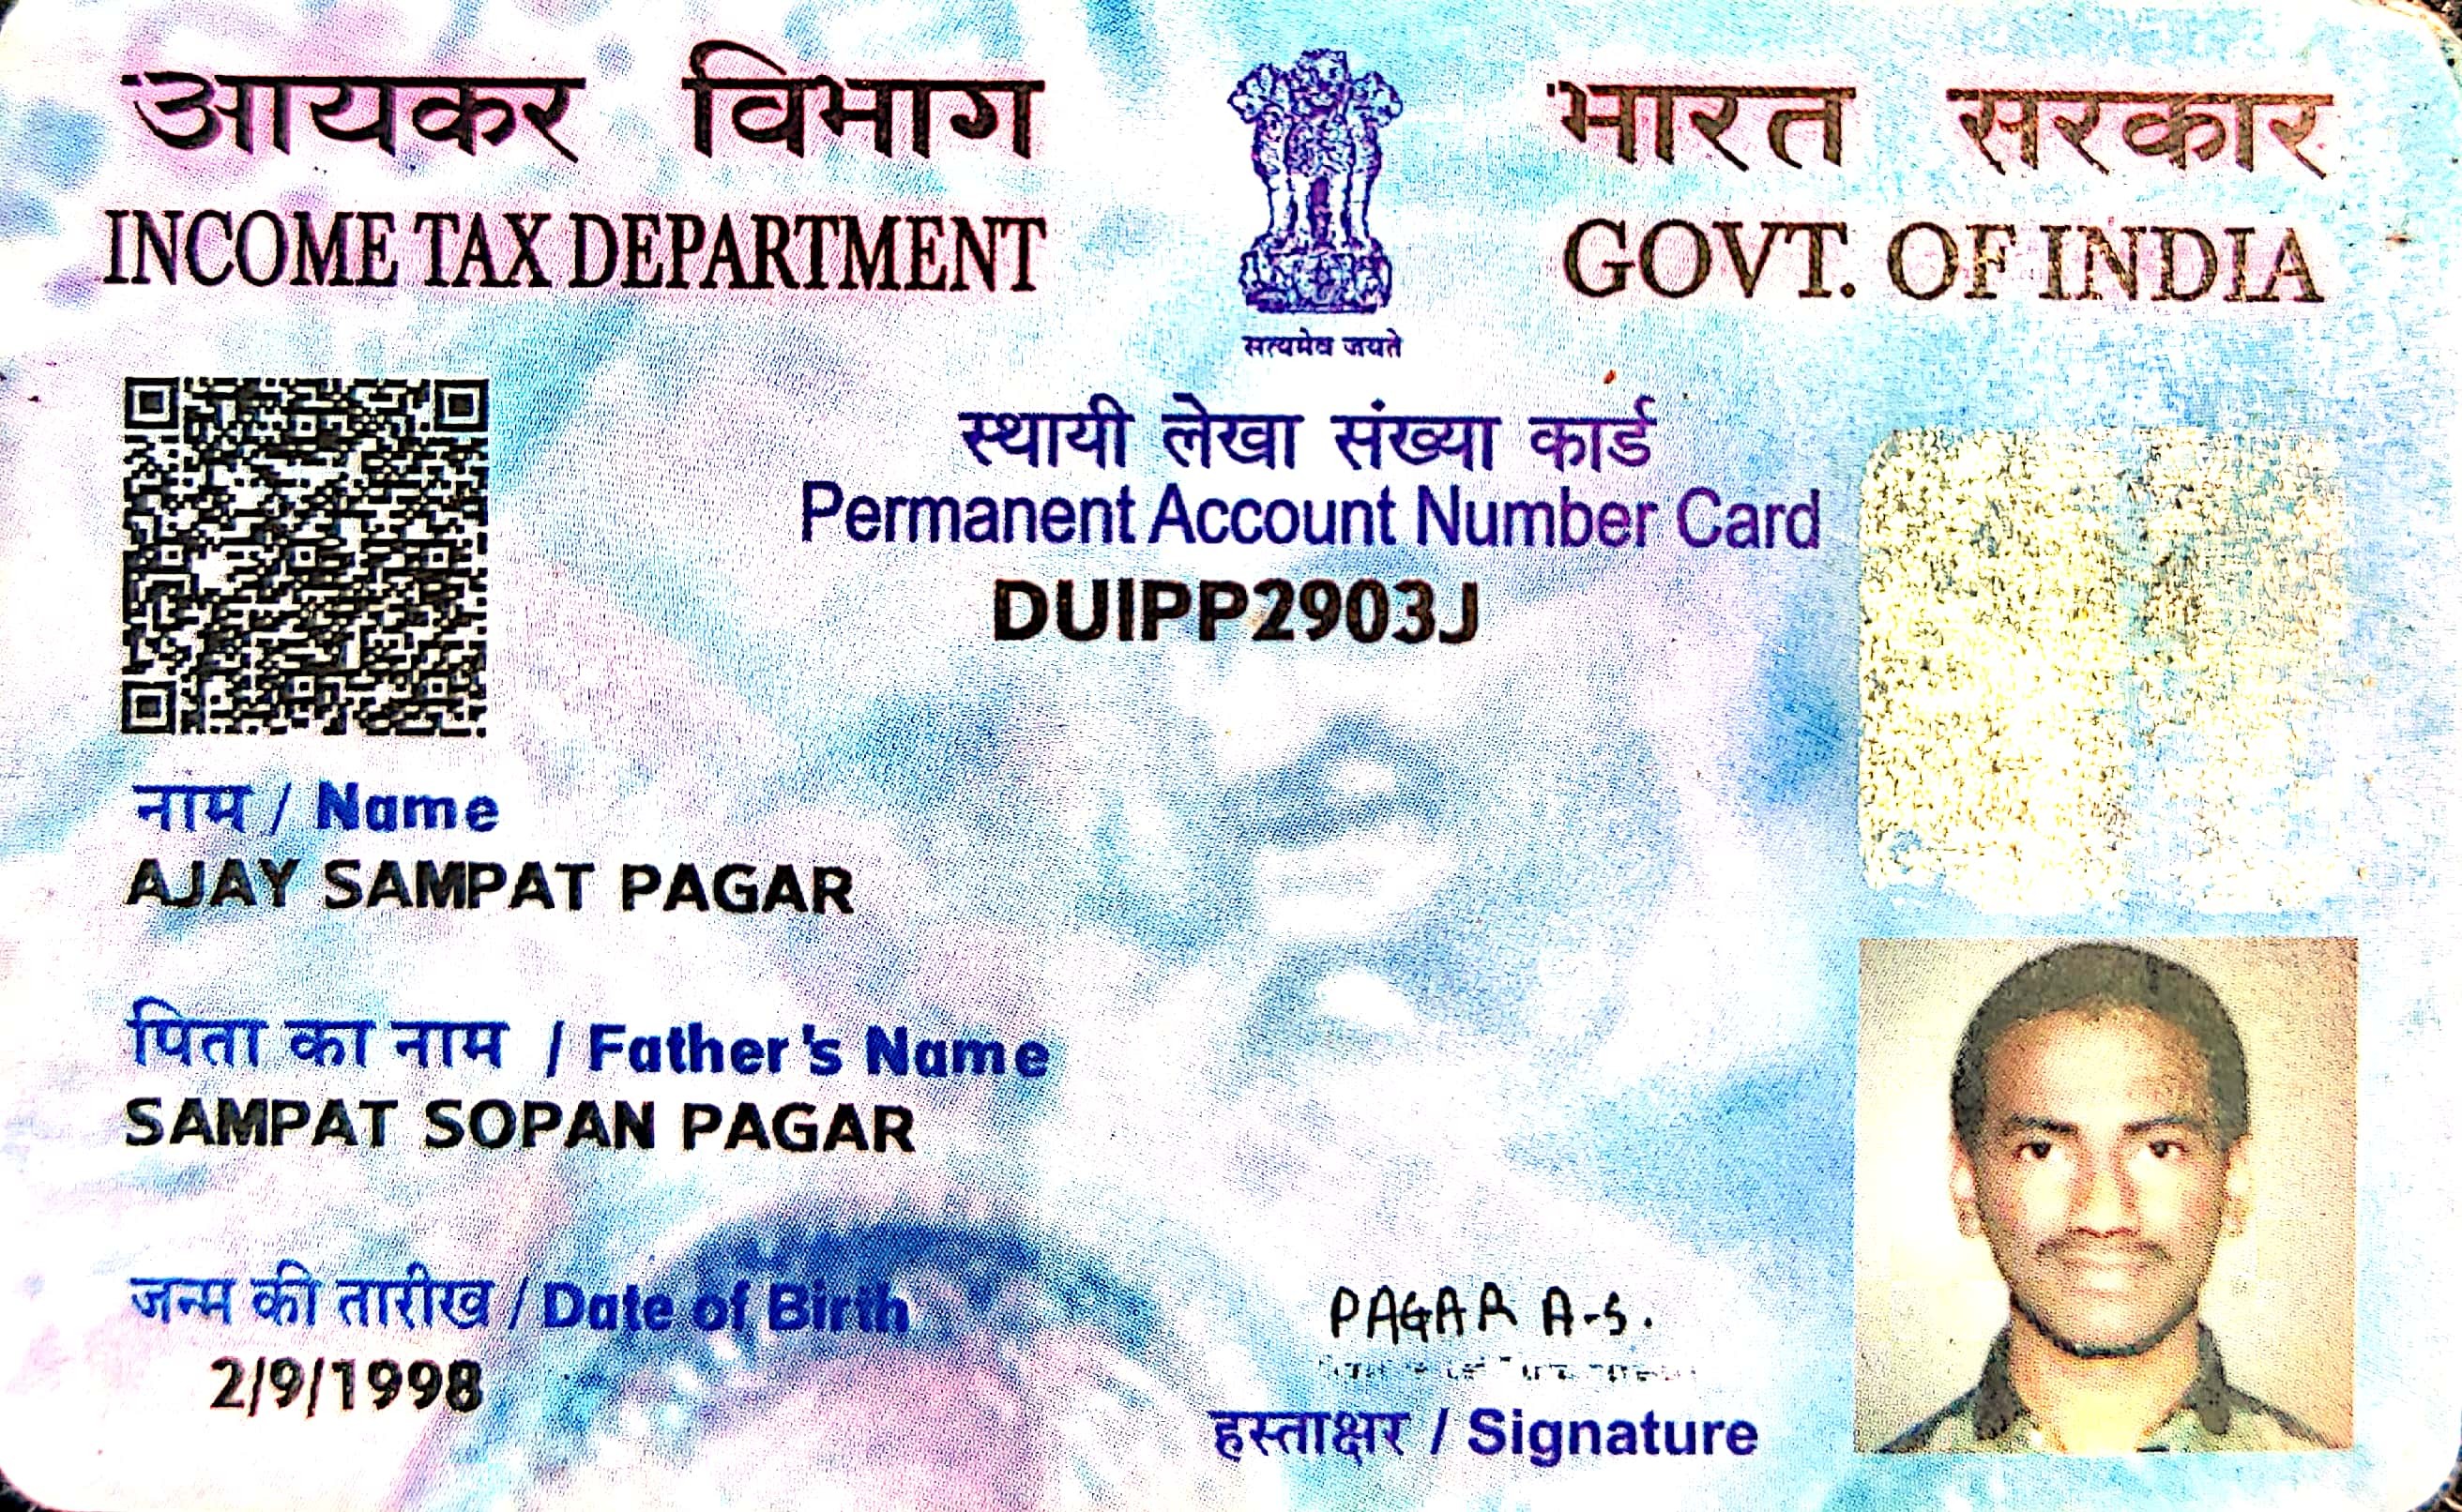 आयकर विभाग
INCOME TAX DEPARTMENT
भारत सरकार
GOVT. OF INDIA
सत्यमेव जयते
स्थायी लेखा संख्या कार्ड
Permanent Account Number Card
DUIPP2903J
नाम / Name
AJAY SAMPAT PAGAR
पिता का नाम / Father's Name
SAMPAT SOPAN PAGAR
जन्म की तारीख / Date of Birth
2/9/1998
PAGAR A.S.
हस्ताक्षर / Signature